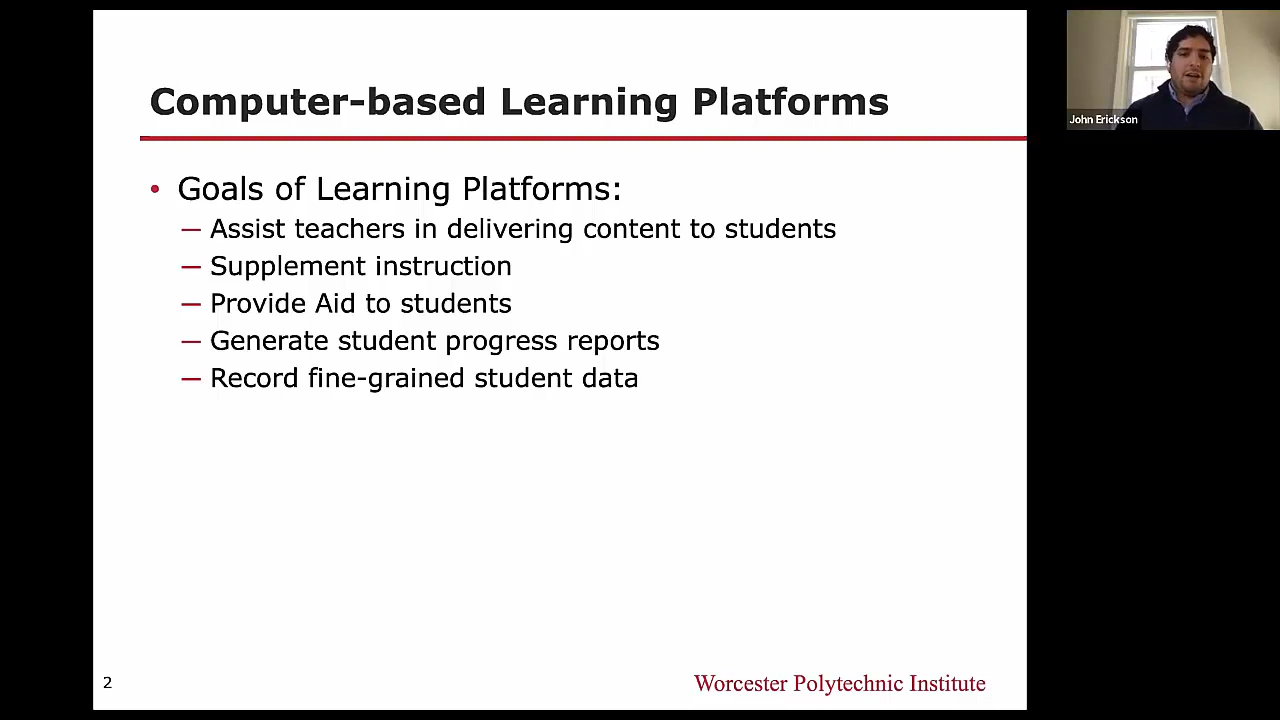 Computer-based Learning Platforms
John Erickson
• Goals of Learning Platforms:
— Assist teachers in delivering content to students
— Supplement instruction
— Provide Aid to students
— Generate student progress reports
— Record fine-grained student data
2
Worcester Polytechnic Institute